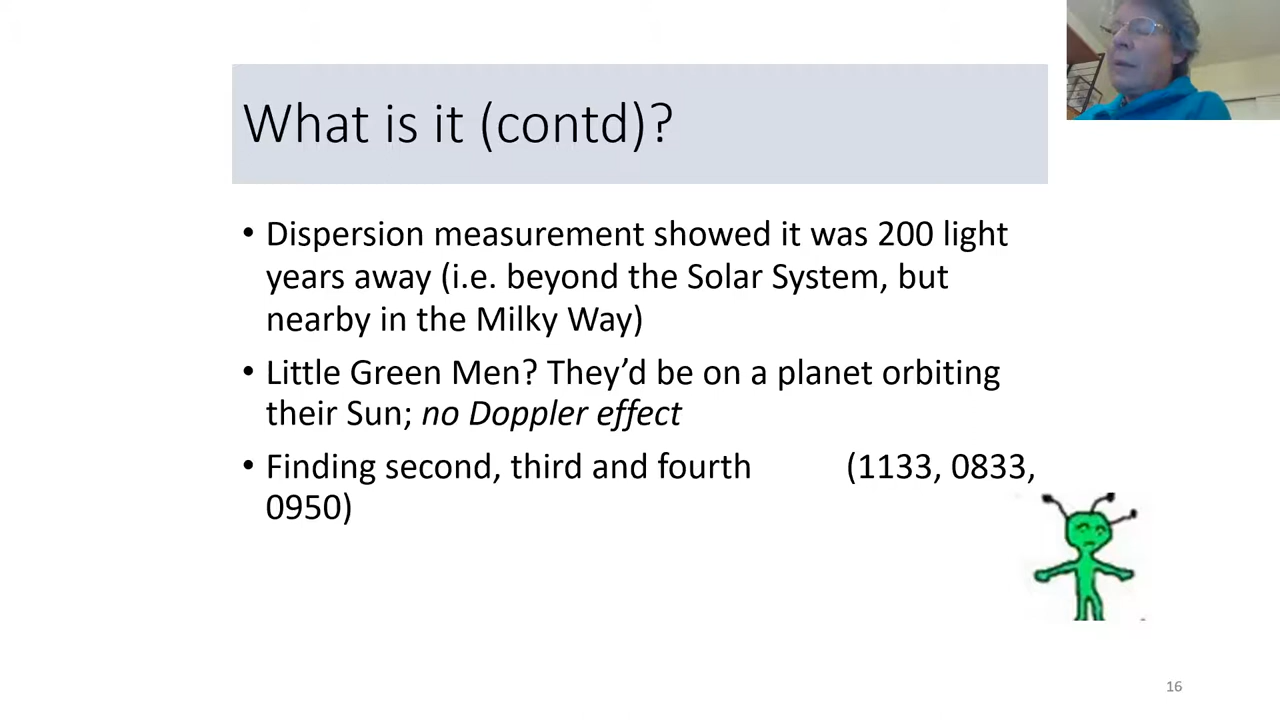 What is it (contd)?
• Dispersion measurement showed it was 200 light
years away (i.e. beyond the Solar System, but
nearby in the Milky Way)
• Little Green Men? They’d be on a planet orbiting
their Sun; no Doppler effect
• Finding second, third and fourth (1133, 0833,
0950)
16